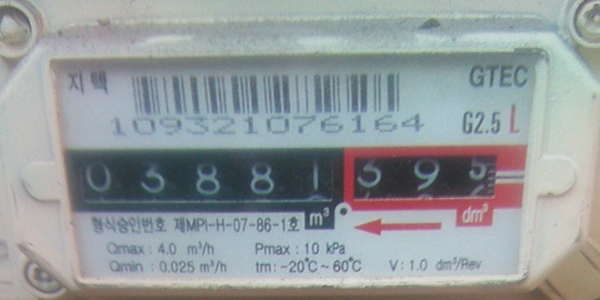 지텍 GTEC
109321076164 G2.5 L
03881 395
형식승인번호 제MPI-H-07-86-1호 m³ dm³
Qmax : 4.0 m³/h Pmax : 10 kPa
Qmin : 0.025 m³/h tm : -20℃ ~ 60℃ V : 1.0 dm³/Rev